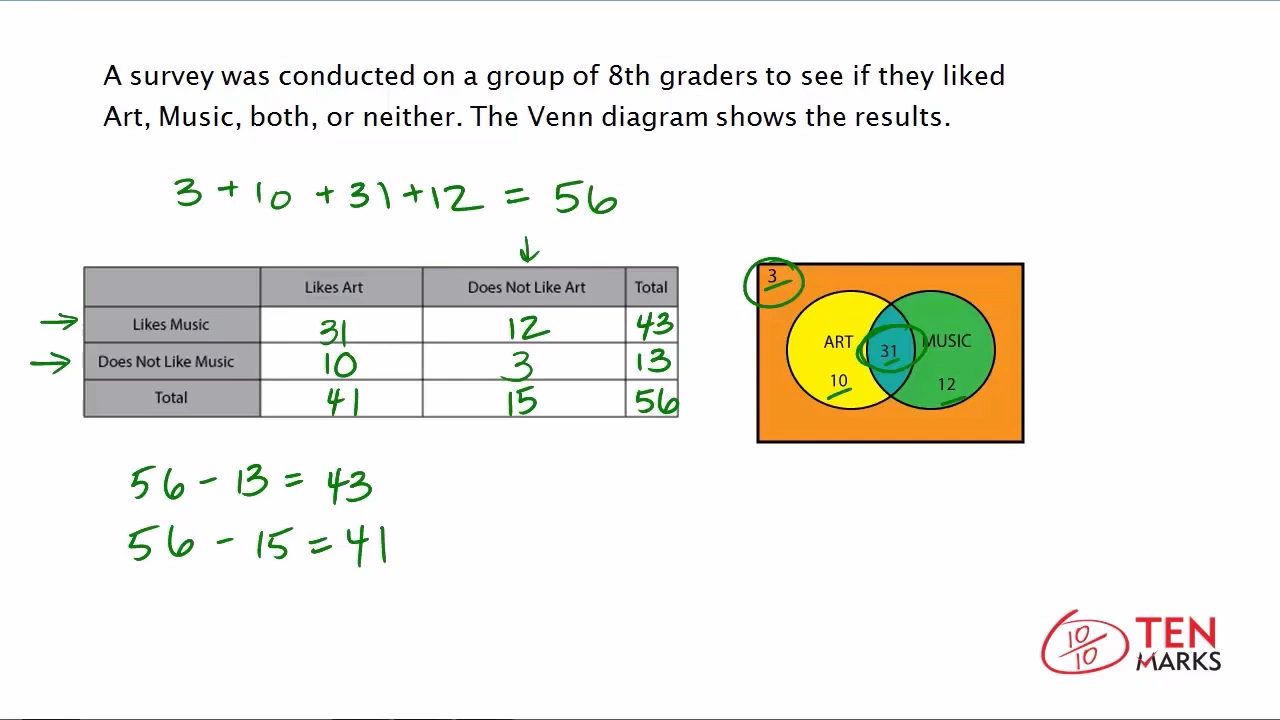 A survey was conducted on a group of 8th graders to see if they liked
Art, Music, both, or neither. The Venn diagram shows the results.
3 + 10 + 31 + 12 = 56
Likes Art Does Not Like Art Total
Likes Music 31 12 43
Does Not Like Music 10 3 13
Total 41 15 56
3
ART MUSIC
31
10 12
56 - 13 = 43
56 - 15 = 41
10/10 TEN
MARKS